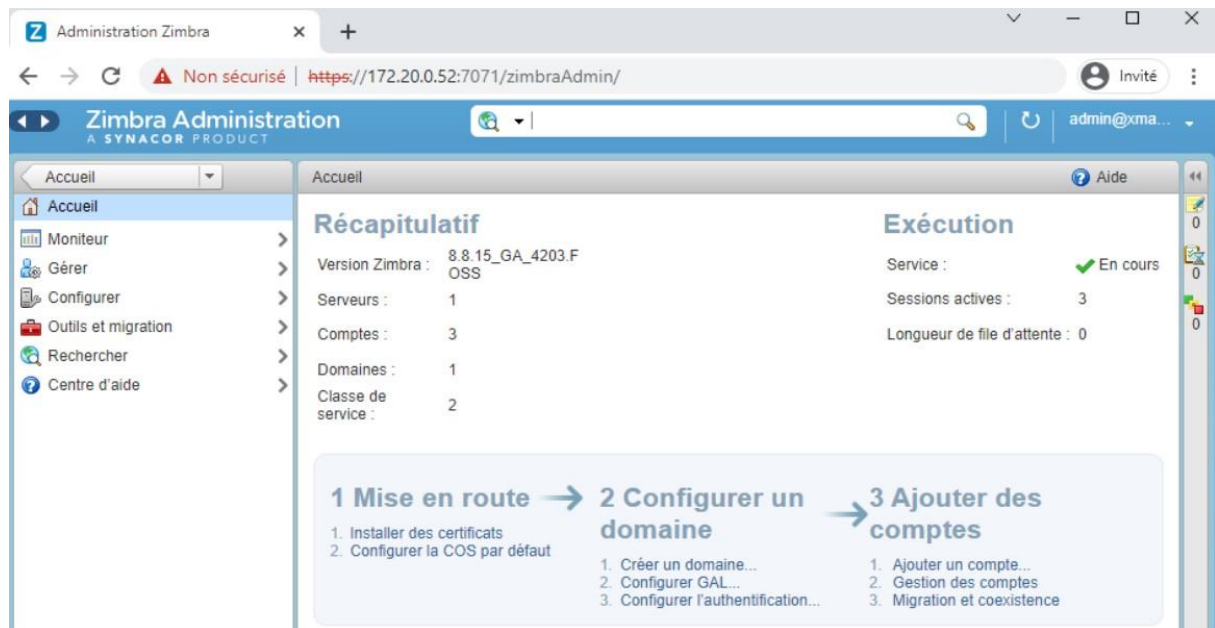 Administration Zimbra
Non sécurisé | https://172.20.0.52:7071/zimbraAdmin/
Invité
Zimbra Administration
A SYNACOR PRODUCT
admin@xma...
Accueil
Accueil
Aide
Accueil
Moniteur
Gérer
Configurer
Outils et migration
Rechercher
Centre d'aide
Récapitulatif
Version Zimbra : 8.8.15_GA_4203.F
OSS
Serveurs : 1
Comptes : 3
Domaines : 1
Classe de
service : 2
Exécution
Service : En cours
Sessions actives : 3
Longueur de file d'attente : 0
0
0
0
1 Mise en route
1. Installer des certificats
2. Configurer la COS par défaut
2 Configurer un
domaine
1. Créer un domaine...
2. Configurer GAL...
3. Configurer l'authentification...
3 Ajouter des
comptes
1. Ajouter un compte...
2. Gestion des comptes
3. Migration et coexistence